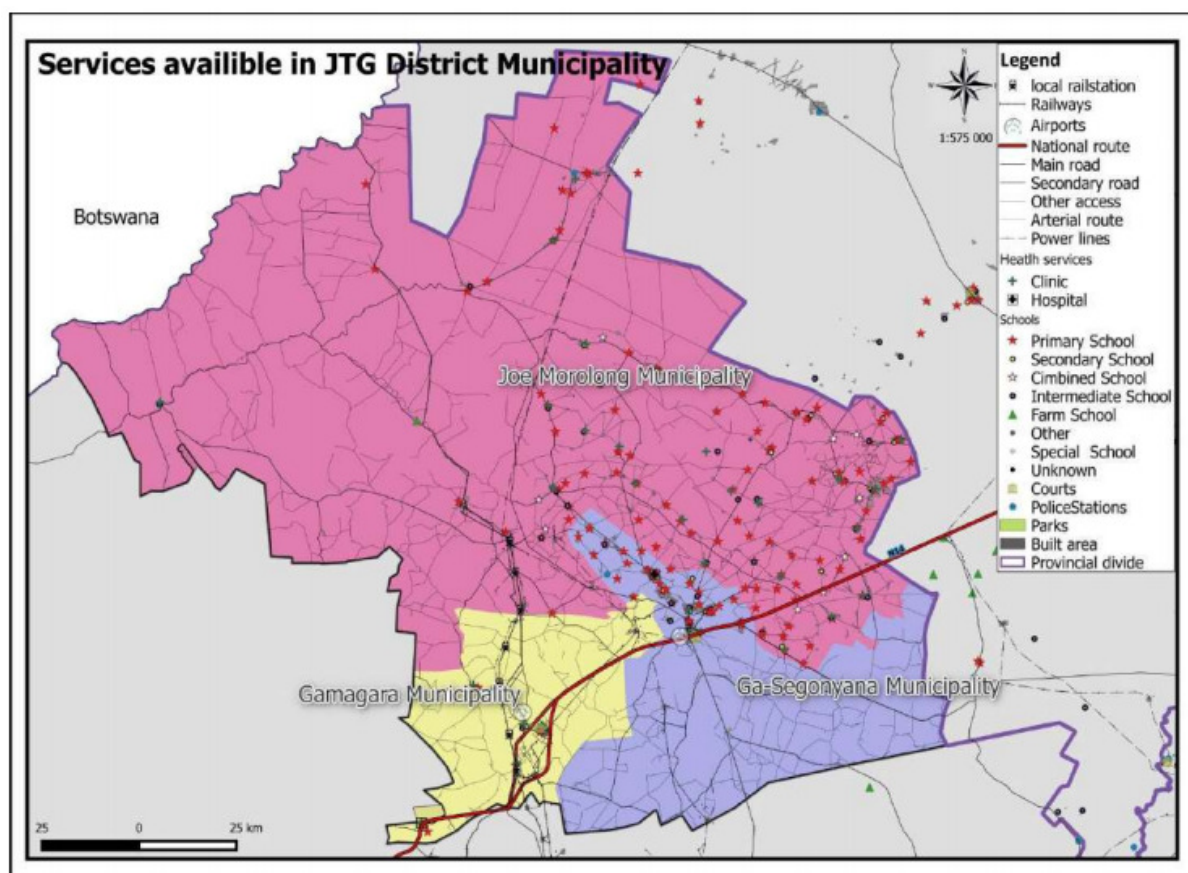 Services availible in JTG District Municipality
Botswana
Joe Morolong Municipality
Gamagara Municipality
Ga-Segonyana Municipality
N14
25 0 25 km
N
1:575 000
Legend
local railstation
Railways
Airports
National route
Main road
Secondary road
Other access
Arterial route
Power lines
Heatlh services
Clinic
Hospital
Schools
Primary School
Secondary School
Cimbined School
Intermediate School
Farm School
Other
Special School
Unknown
Courts
PoliceStations
Parks
Built area
Provincial divide